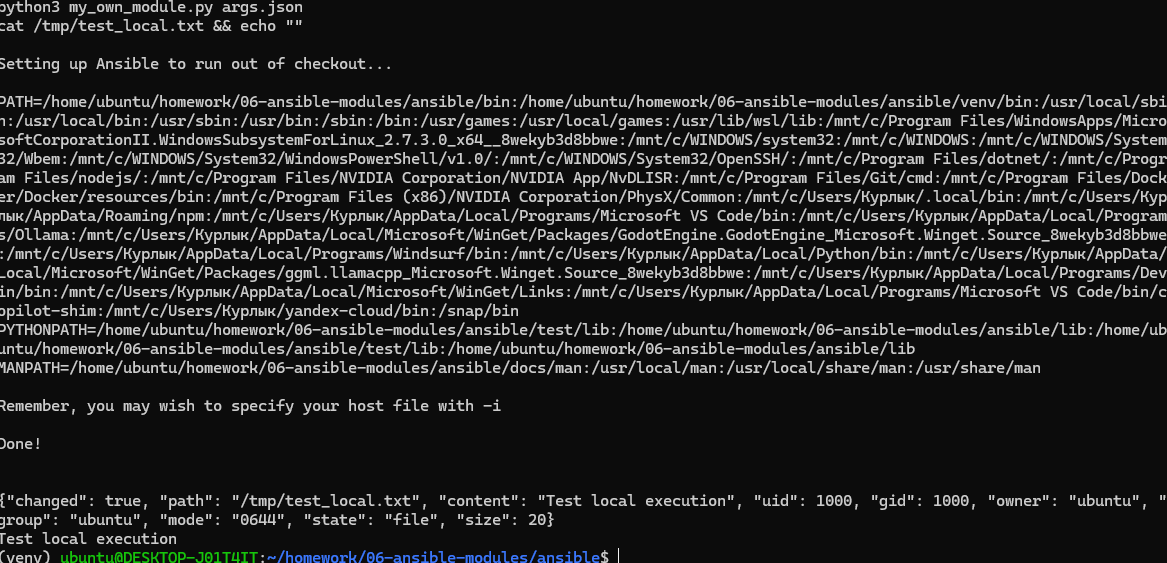 python3 my_own_module.py args.json
cat /tmp/test_local.txt && echo ""
Setting up Ansible to run out of checkout...
PATH=/home/ubuntu/homework/06-ansible-modules/ansible/bin:/home/ubuntu/homework/06-ansible-modules/ansible/venv/bin:/usr/local/sbi
n:/usr/local/bin:/usr/sbin:/usr/bin:/sbin:/bin:/usr/games:/usr/local/games:/usr/lib/wsl/lib:/mnt/c/Program Files/WindowsApps/Micro
softCorporationII.WindowsSubsystemForLinux_2.7.3.0_x64__8wekyb3d8bbwe:/mnt/c/WINDOWS/system32:/mnt/c/WINDOWS:/mnt/c/WINDOWS/System
32/Wbem:/mnt/c/WINDOWS/System32/WindowsPowerShell/v1.0/:/mnt/c/WINDOWS/System32/OpenSSH/:/mnt/c/Program Files/dotnet/:/mnt/c/Progr
am Files/nodejs/:/mnt/c/Program Files/NVIDIA Corporation/NVIDIA App/NvDLISR:/mnt/c/Program Files/Git/cmd:/mnt/c/Program Files/Dock
er/Docker/resources/bin:/mnt/c/Program Files (x86)/NVIDIA Corporation/PhysX/Common:/mnt/c/Users/Курлык/.local/bin:/mnt/c/Users/Кур
лык/AppData/Roaming/npm:/mnt/c/Users/Курлык/AppData/Local/Programs/Microsoft VS Code/bin:/mnt/c/Users/Курлык/AppData/Local/Program
s/Ollama:/mnt/c/Users/Курлык/AppData/Local/Microsoft/WinGet/Packages/GodotEngine.GodotEngine_Microsoft.Winget.Source_8wekyb3d8bbwe
:/mnt/c/Users/Курлык/AppData/Local/Programs/Windsurf/bin:/mnt/c/Users/Курлык/AppData/Local/Python/bin:/mnt/c/Users/Курлык/AppData/
Local/Microsoft/WinGet/Packages/ggml.llamacpp_Microsoft.Winget.Source_8wekyb3d8bbwe:/mnt/c/Users/Курлык/AppData/Local/Programs/Dev
in/bin:/mnt/c/Users/Курлык/AppData/Local/Microsoft/WinGet/Links:/mnt/c/Users/Курлык/AppData/Local/Programs/Microsoft VS Code/bin/c
opilot-shim:/mnt/c/Users/Курлык/yandex-cloud/bin:/snap/bin
PYTHONPATH=/home/ubuntu/homework/06-ansible-modules/ansible/test/lib:/home/ubuntu/homework/06-ansible-modules/ansible/lib:/home/ub
untu/homework/06-ansible-modules/ansible/test/lib:/home/ubuntu/homework/06-ansible-modules/ansible/lib
MANPATH=/home/ubuntu/homework/06-ansible-modules/ansible/docs/man:/usr/local/man:/usr/local/share/man:/usr/share/man
Remember, you may wish to specify your host file with -i
Done!
{"changed": true, "path": "/tmp/test_local.txt", "content": "Test local execution", "uid": 1000, "gid": 1000, "owner": "ubuntu", "
group": "ubuntu", "mode": "0644", "state": "file", "size": 20}
Test local execution
(venv) ubuntu@DESKTOP-J01T4IT:~/homework/06-ansible-modules/ansible$